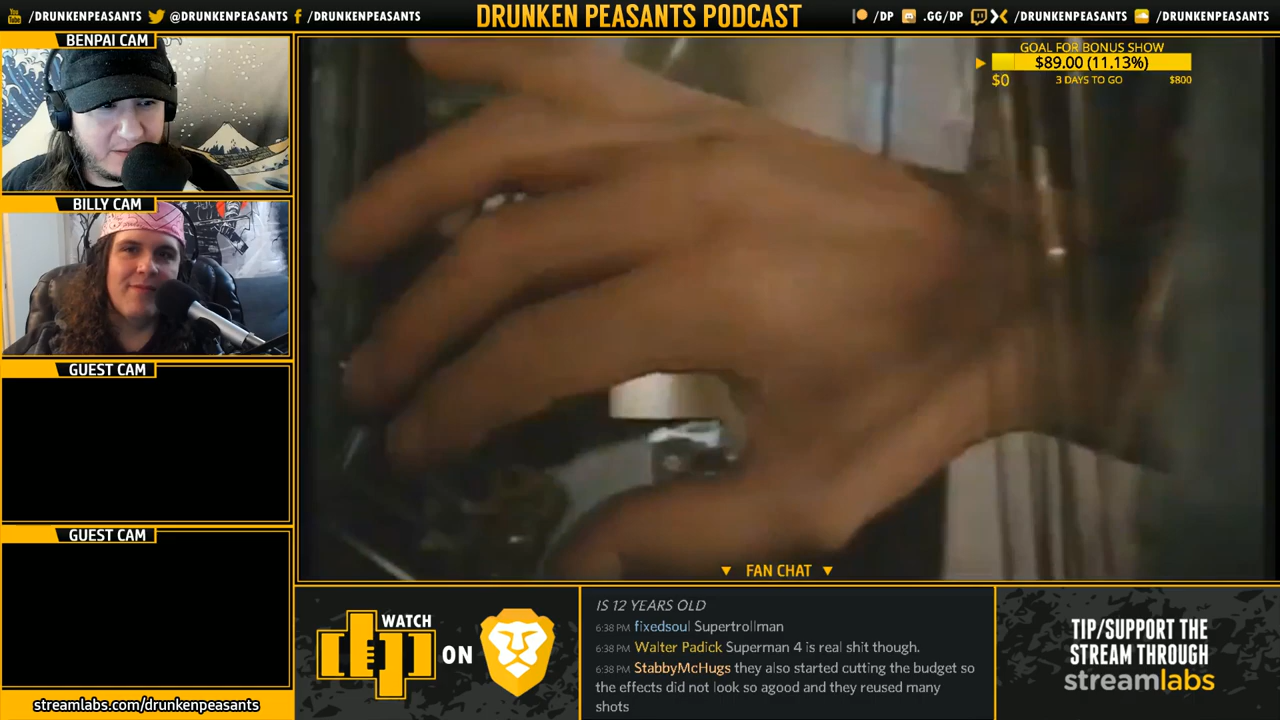 /DRUNKENPEASANTS @DRUNKENPEASANTS /DRUNKENPEASANTS
DRUNKEN PEASANTS PODCAST
/DP .GG/DP /DRUNKENPEASANTS /DRUNKENPEASANTS
BENPAI CAM
BILLY CAM
GUEST CAM
GUEST CAM
streamlabs.com/drunkenpeasants
GOAL FOR BONUS SHOW
$89.00 (11.13%)
$0 3 DAYS TO GO $800
▼ FAN CHAT ▼
WATCH
ON
IS 12 YEARS OLD
6:38 PM fixedsoul Supertrollman
6:38 PM Walter Padick Superman 4 is real shit though.
6:38 PM StabbyMcHugs they also started cutting the budget so
the effects did not look so agood and they reused many
shots
TIP/SUPPORT THE
STREAM THROUGH
streamlabs